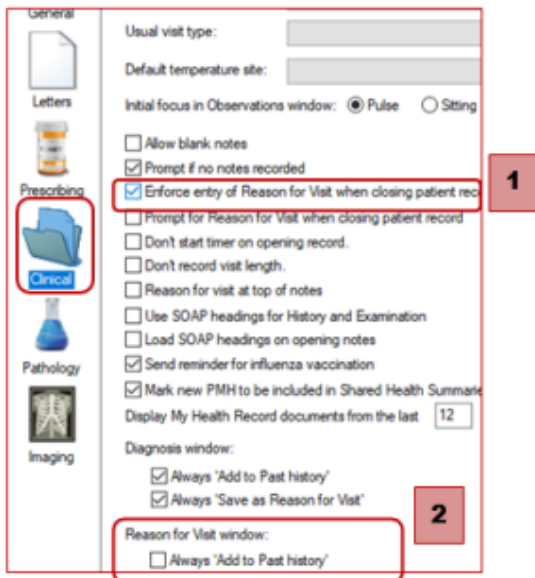 General
Letters
Prescribing
Clinical
Pathology
Imaging
Usual visit type:
Default temperature site:
Initial focus in Observations window: Pulse Sitting
Allow blank notes
Prompt if no notes recorded
Enforce entry of Reason for Visit when closing patient rec
1
Prompt for Reason for Visit when closing patient record
Don't start timer on opening record.
Don't record visit length.
Reason for visit at top of notes
Use SOAP headings for History and Examination
Load SOAP headings on opening notes
Send reminder for influenza vaccination
Mark new PMH to be included in Shared Health Summarie
Display My Health Record documents from the last 12
Diagnosis window:
Always 'Add to Past history'
Always 'Save as Reason for Visit'
2
Reason for Visit window:
Always 'Add to Past history'